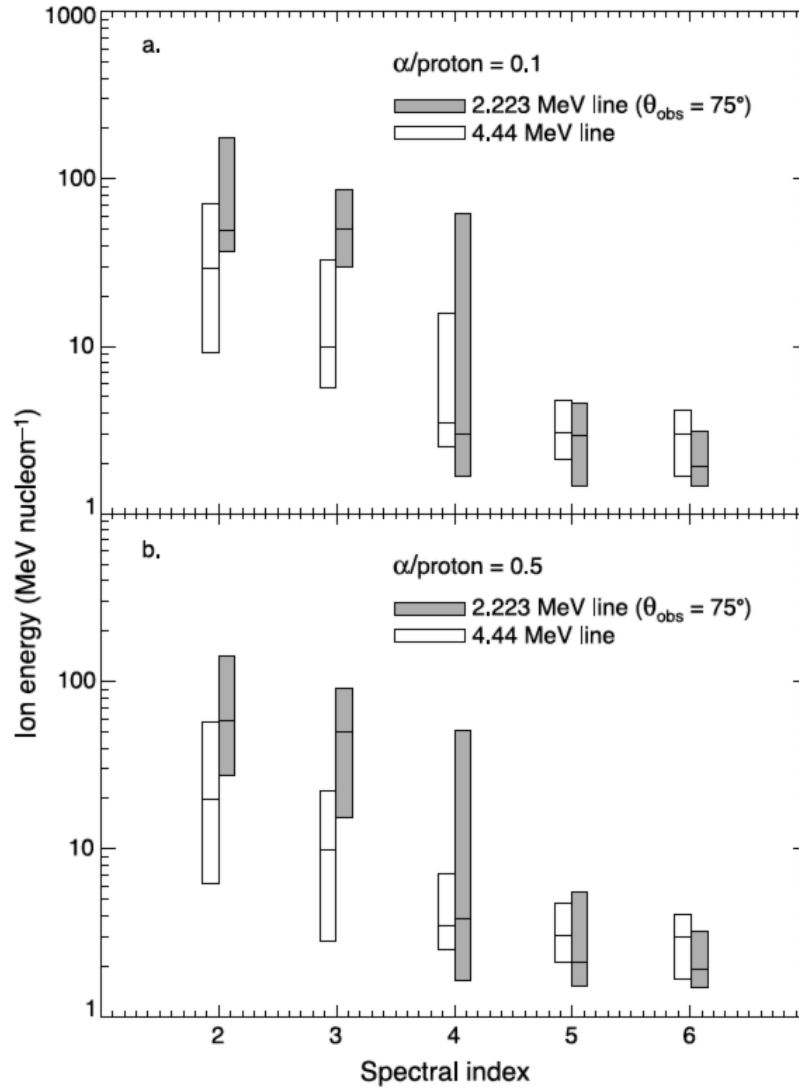 1000
a.
α/proton = 0.1
2.223 MeV line (θobs = 75°)
4.44 MeV line
100
10
1
b.
α/proton = 0.5
2.223 MeV line (θobs = 75°)
4.44 MeV line
100
10
1
Ion energy (MeV nucleon⁻¹)
2 3 4 5 6
Spectral index